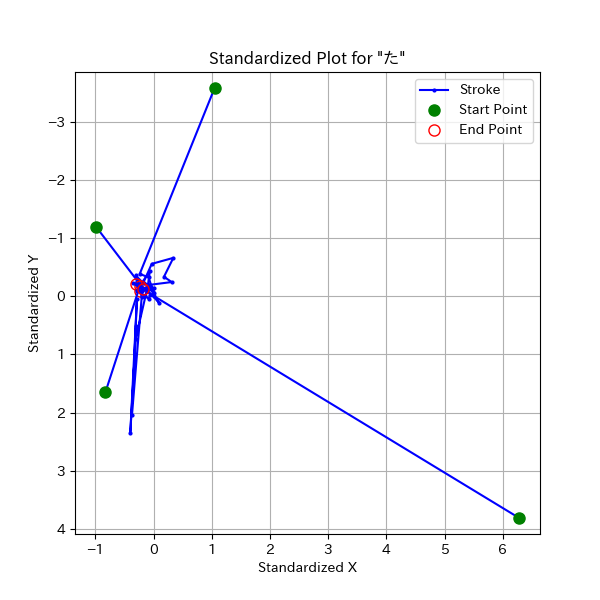 Standardized Plot for "た"
Stroke
Start Point
End Point
Standardized Y
−3
−2
−1
0
1
2
3
4
−1 0 1 2 3 4 5 6
Standardized X